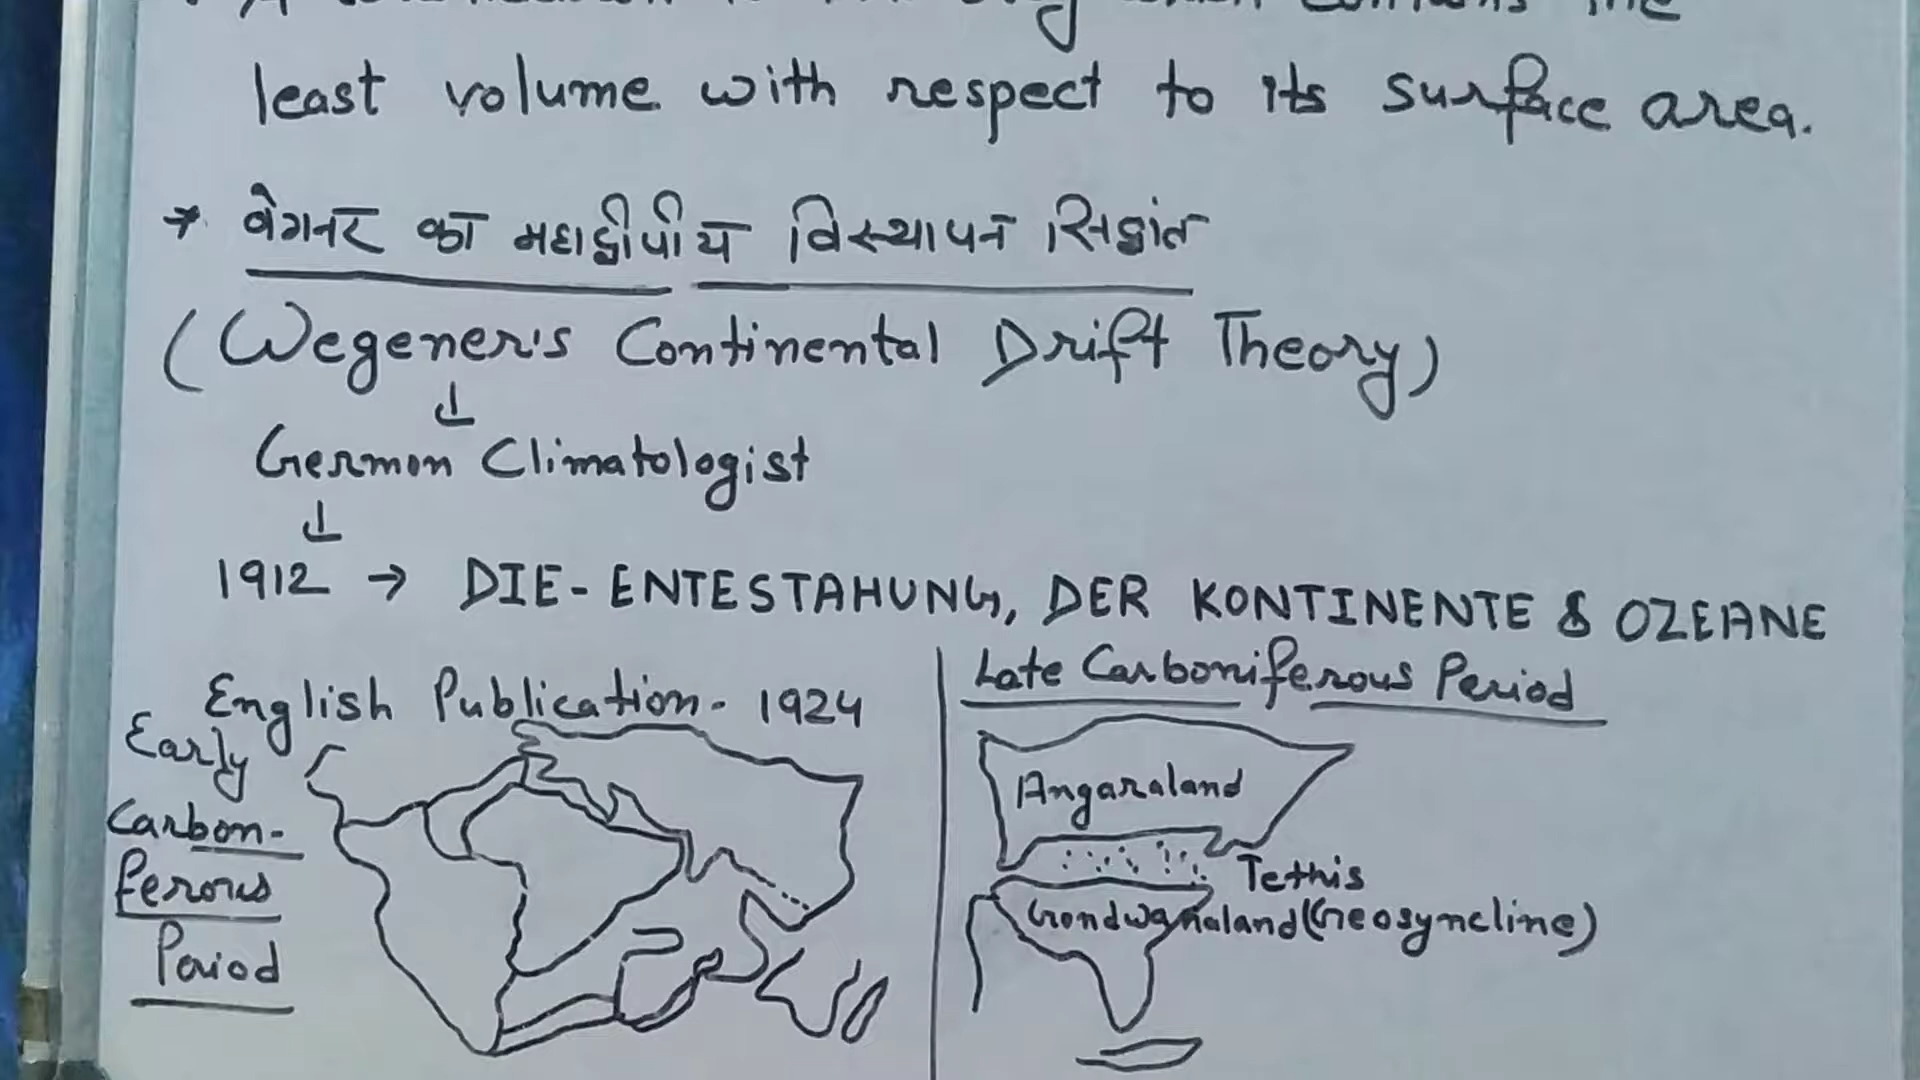 least volume with respect to its surface area.
→ वेगनर का महाद्वीपीय विस्थापन सिद्धांत
(Wegener's Continental Drift Theory)
Germon Climatologist
1912 → DIE-ENTESTAHUNG, DER KONTINENTE & OZEANE
English Publication- 1924
Early
Carbon-
ferous
Period
Late Carboniferous Period
Angaraland
Tethis
Gondwanaland (Geosyncline)